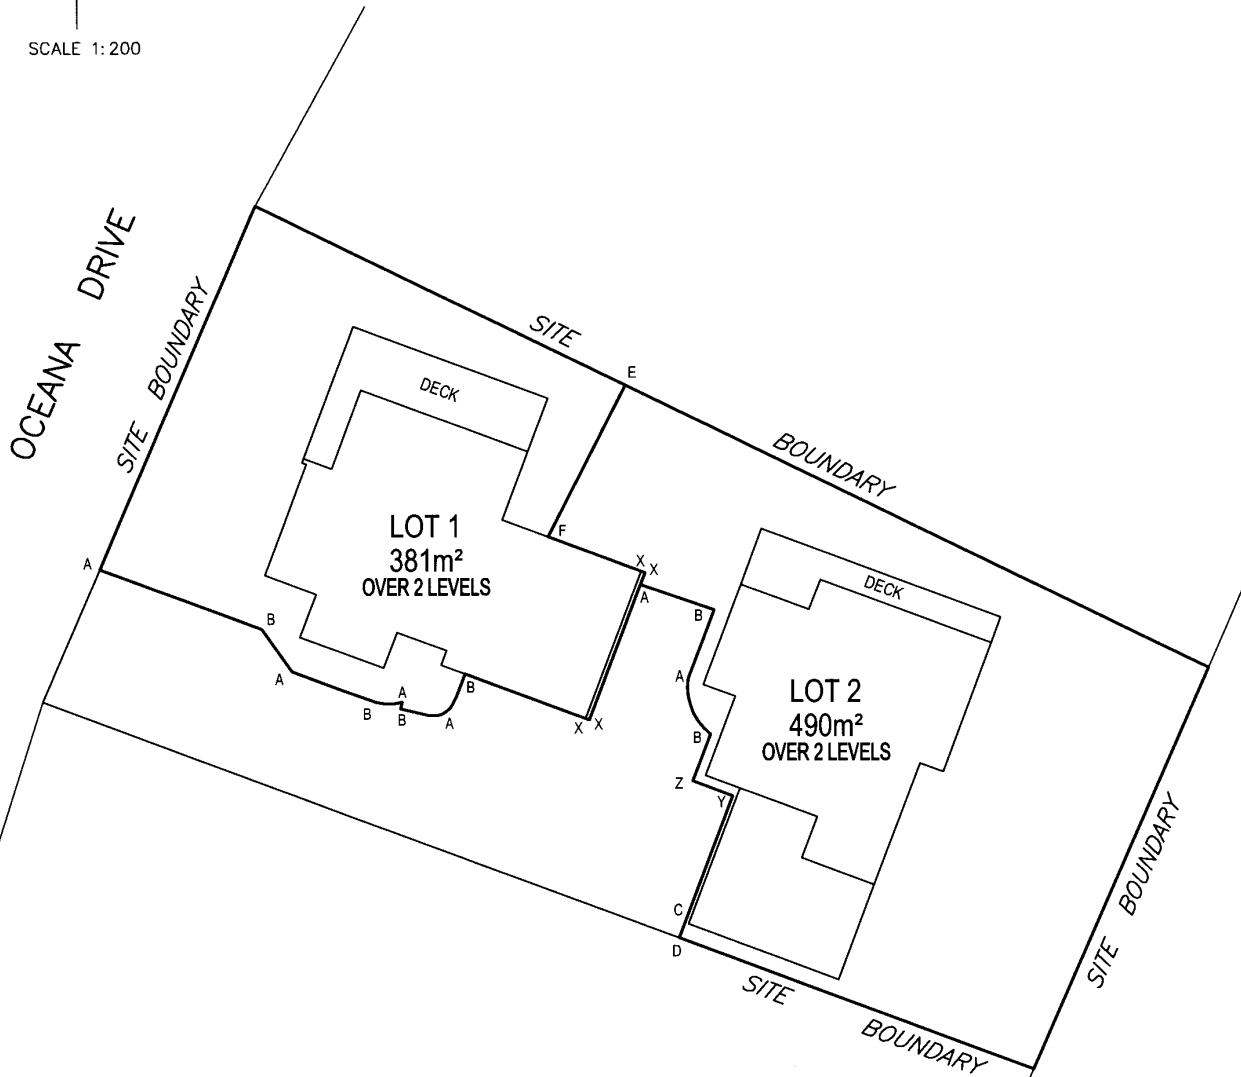 SCALE 1:200
OCEANA DRIVE
SITE BOUNDARY
SITE
BOUNDARY
E
DECK
F
LOT 1
381m²
OVER 2 LEVELS
X
X
A
A
B
B
DECK
A
A
B
A
B
B
A
X
X
LOT 2
490m²
OVER 2 LEVELS
B
Z
Y
C
D
SITE
BOUNDARY
SITE BOUNDARY